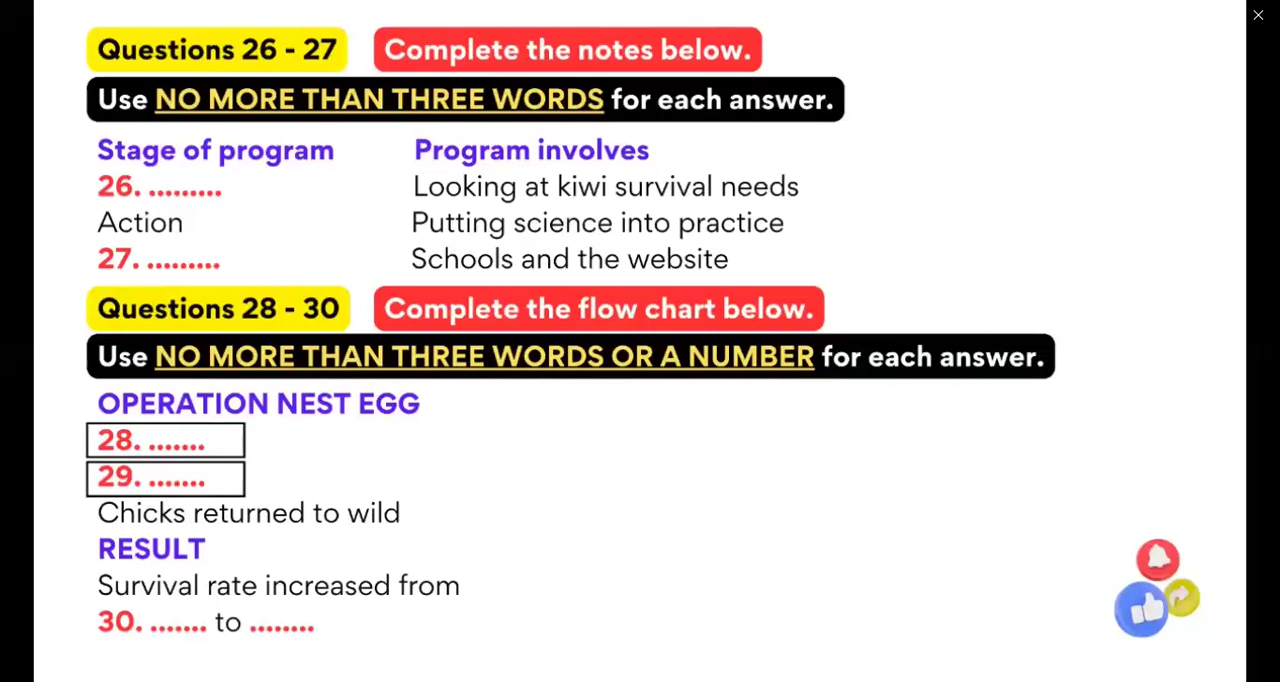 Questions 26 - 27 Complete the notes below.
Use NO MORE THAN THREE WORDS for each answer.
Stage of program Program involves
26. ......... Looking at kiwi survival needs
Action Putting science into practice
27. ......... Schools and the website
Questions 28 - 30 Complete the flow chart below.
Use NO MORE THAN THREE WORDS OR A NUMBER for each answer.
OPERATION NEST EGG
28. .......
29. .......
Chicks returned to wild
RESULT
Survival rate increased from
30. ....... to ........